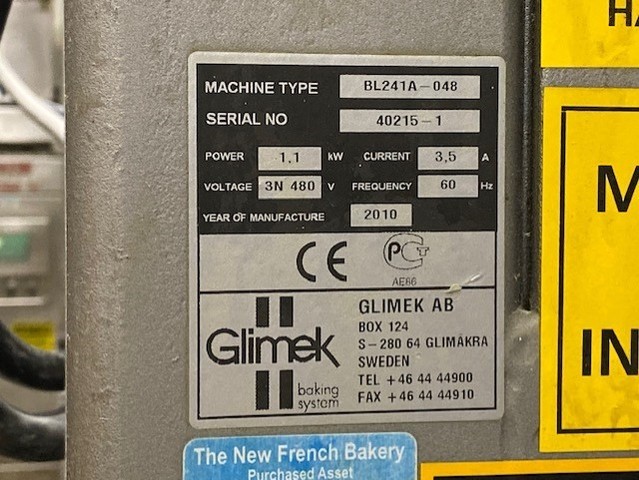 MACHINE TYPE BL241A-048
SERIAL NO 40215-1
POWER 1,1 kW CURRENT 3,5 A
VOLTAGE 3N 480 V FREQUENCY 60 Hz
YEAR OF MANUFACTURE 2010
CE PCT
AE86
Glimek
baking
system
GLIMEK AB
BOX 124
S-280 64 GLIMÅKRA
SWEDEN
TEL +46 44 44900
FAX +46 44 44910
The New French Bakery
Purchased Asset
H
M
IN